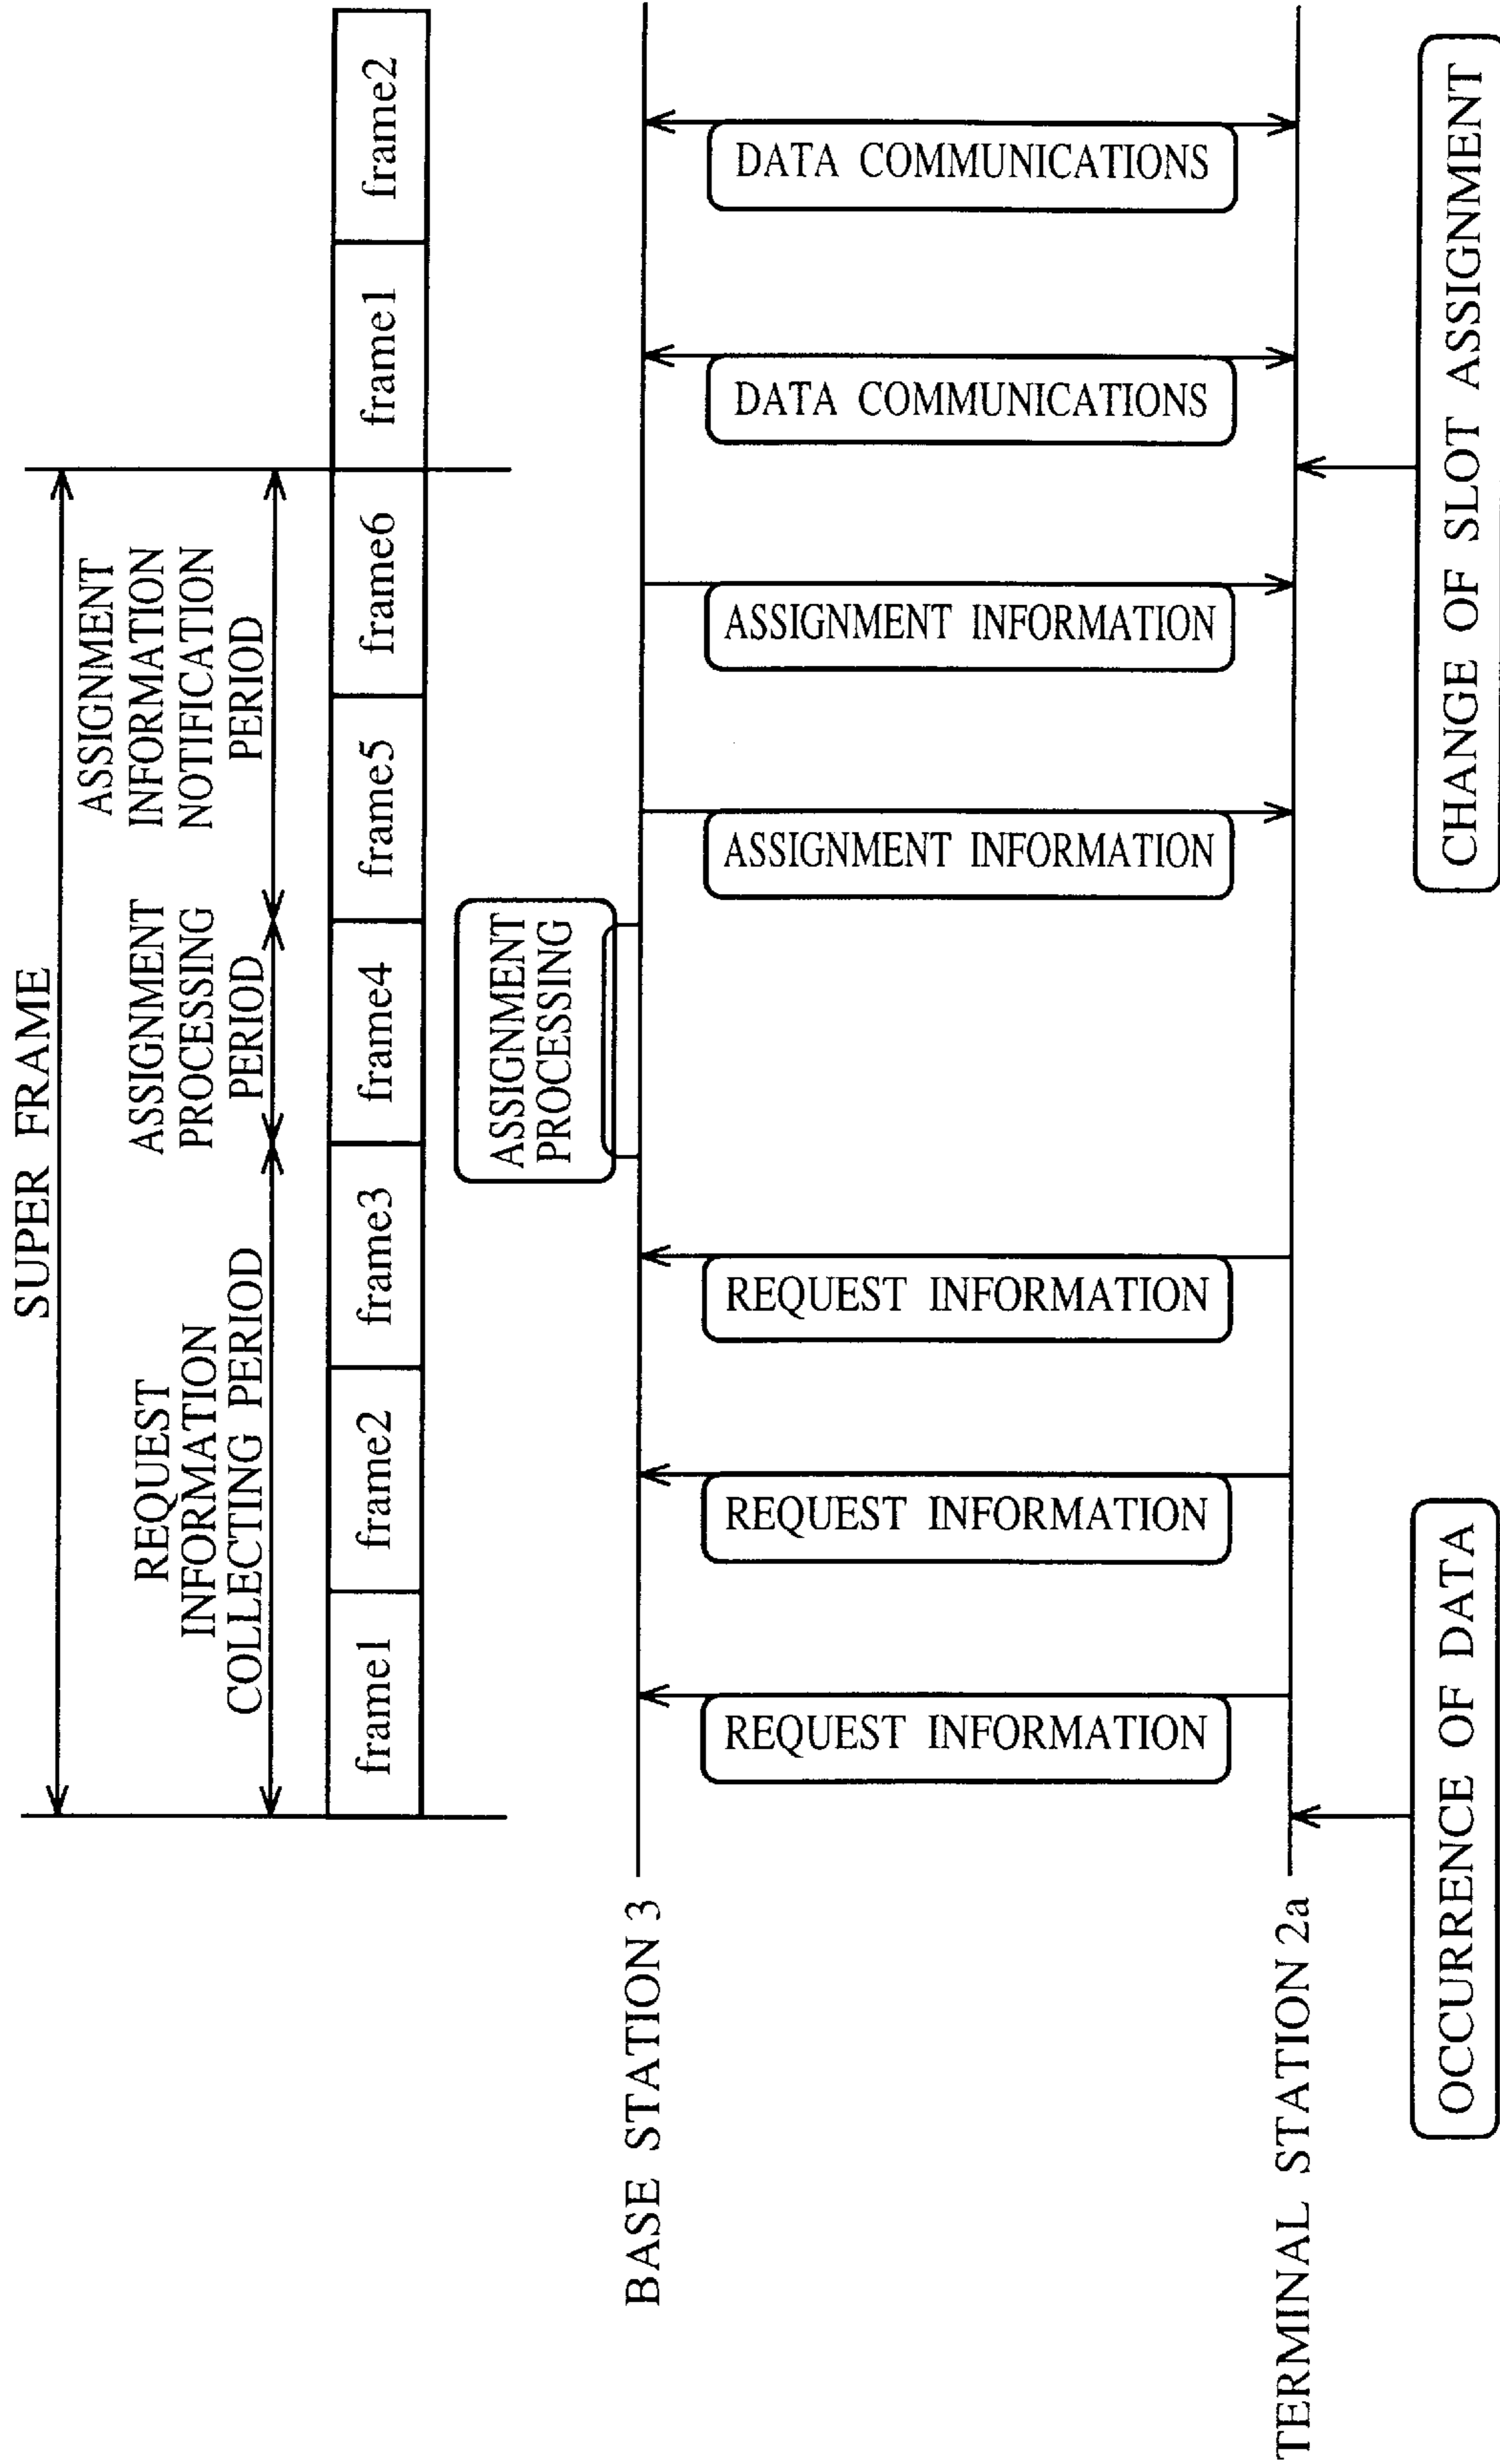 SUPER FRAME
REQUEST
INFORMATION
COLLECTING PERIOD
ASSIGNMENT
PROCESSING
PERIOD
ASSIGNMENT
INFORMATION
NOTIFICATION
PERIOD
frame1
frame2
frame3
frame4
frame5
frame6
frame1
frame2
ASSIGNMENT
PROCESSING
BASE STATION 3
REQUEST INFORMATION
REQUEST INFORMATION
REQUEST INFORMATION
ASSIGNMENT INFORMATION
ASSIGNMENT INFORMATION
DATA COMMUNICATIONS
DATA COMMUNICATIONS
TERMINAL STATION 2a
OCCURRENCE OF DATA
CHANGE OF SLOT ASSIGNMENT